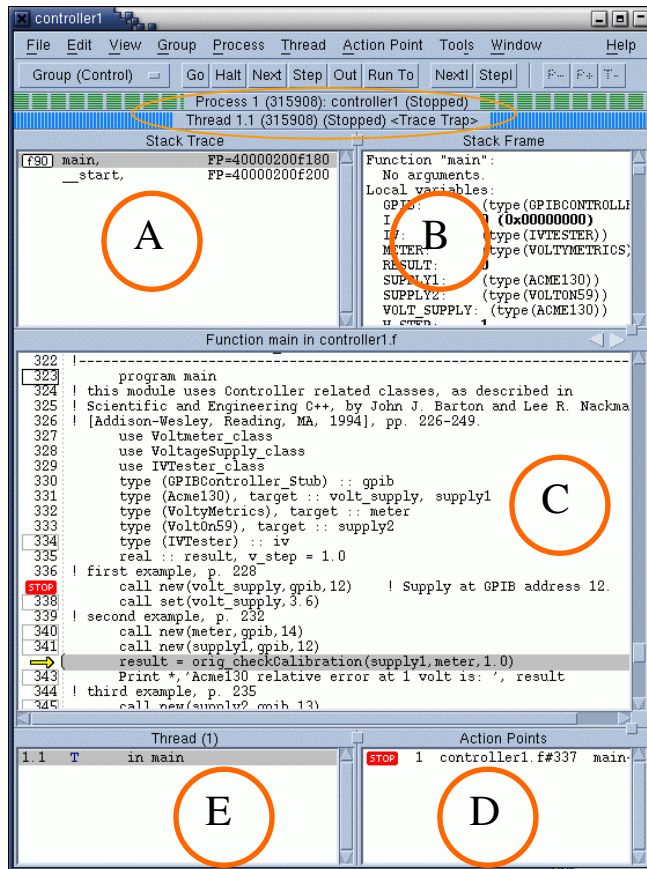 controller1
File Edit View Group Process Thread Action Point Tools Window Help
Group (Control) Go Halt Next Step Out Run To NextI StepI P- P+ T-
Process 1 (315908): controller1 (Stopped)
Thread 1.1 (315908) (Stopped) <Trace Trap>
Stack Trace
f90 main, FP=40000200f180
__start, FP=40000200f200
A
Stack Frame
Function "main":
No arguments.
Local variables:
GPIB: (type(GPIBCONTROLLE
I (0x00000000)
IV: (type(IVTESTER))
METER: (type(VOLTYMETRICS)
RESULT:
SUPPLY1: (type(ACME130))
SUPPLY2: (type(VOLTON59))
VOLT_SUPPLY: (type(ACME130))
V_STEP: 1
B
Function main in controller1.f
322 !----------------------------------------------------------------------
323 program main
324 ! this module uses Controller related classes, as described in
325 ! Scientific and Engineering C++, by John J. Barton and Lee R. Nackma
326 ! [Addison-Wesley, Reading, MA, 1994], pp. 226-249.
327 use Voltmeter_class
328 use VoltageSupply_class
329 use IVTester_class
330 type (GPIBController_Stub) :: gpib
331 type (Acme130), target :: volt_supply, supply1
332 type (VoltyMetrics), target :: meter
333 type (VoltOn59), target :: supply2
334 type (IVTester) :: iv
335 real :: result, v_step = 1.0
336 ! first example, p. 228
STOP call new(volt_supply,gpib,12) ! Supply at GPIB address 12.
338 call set(volt_supply,3.6)
339 ! second example, p. 232
340 call new(meter,gpib,14)
341 call new(supply1,gpib,12)
result = orig_checkCalibration(supply1,meter,1.0)
343 Print *,'Acme130 relative error at 1 volt is: ', result
344 ! third example, p. 235
345 call new(supply2,gpib,13)
C
Thread (1)
1.1 T in main
E
Action Points
STOP 1 controller1.f#337 main-
D